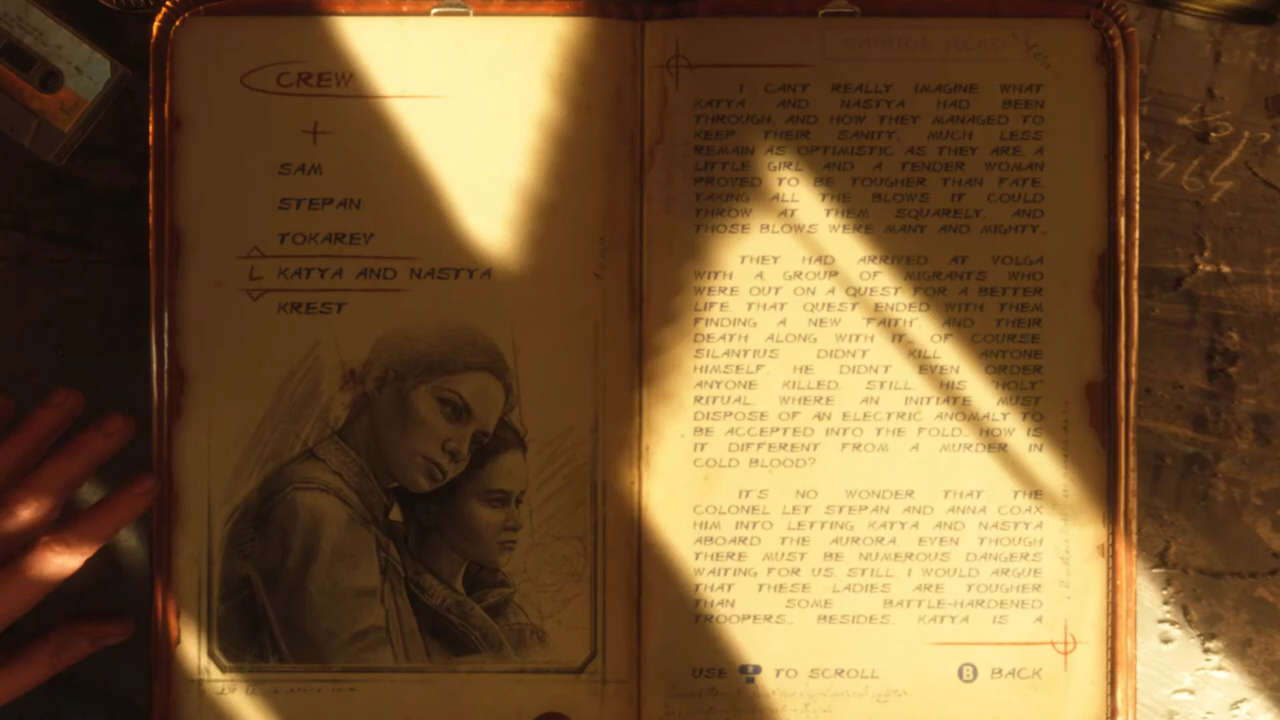 CREW
SAM
STEPAN
TOKAREV
L KATYA AND NASTYA
KREST
I CAN'T REALLY IMAGINE WHAT
KATYA AND NASTYA HAD BEEN
THROUGH, AND HOW THEY MANAGED TO
KEEP THEIR SANITY, MUCH LESS
REMAIN AS OPTIMISTIC AS THEY ARE. A
LITTLE GIRL AND A TENDER WOMAN
PROVED TO BE TOUGHER THAN FATE,
TAKING ALL THE BLOWS IT COULD
THROW AT THEM SQUARELY. AND
THOSE BLOWS WERE MANY AND MIGHTY...
THEY HAD ARRIVED AT VOLGA
WITH A GROUP OF MIGRANTS WHO
WERE OUT ON A QUEST FOR A BETTER
LIFE. THAT QUEST ENDED WITH THEM
FINDING A NEW "FAITH", AND THEIR
DEATH ALONG WITH IT. OF COURSE,
SILANTIUS DIDN'T KILL ANYONE
HIMSELF. HE DIDN'T EVEN ORDER
ANYONE KILLED. STILL, HIS "HOLY"
RITUAL, WHERE AN INITIATE MUST
DISPOSE OF AN ELECTRIC ANOMALY TO
BE ACCEPTED INTO THE FOLD... HOW IS
IT DIFFERENT FROM A MURDER IN
COLD BLOOD?
IT'S NO WONDER THAT THE
COLONEL LET STEPAN AND ANNA COAX
HIM INTO LETTING KATYA AND NASTYA
ABOARD THE AURORA, EVEN THOUGH
THERE MUST BE NUMEROUS DANGERS
WAITING FOR US. STILL, I WOULD ARGUE
THAT THESE LADIES ARE TOUGHER
THAN SOME BATTLE-HARDENED
TROOPERS... BESIDES, KATYA IS A
USE TO SCROLL
B BACK